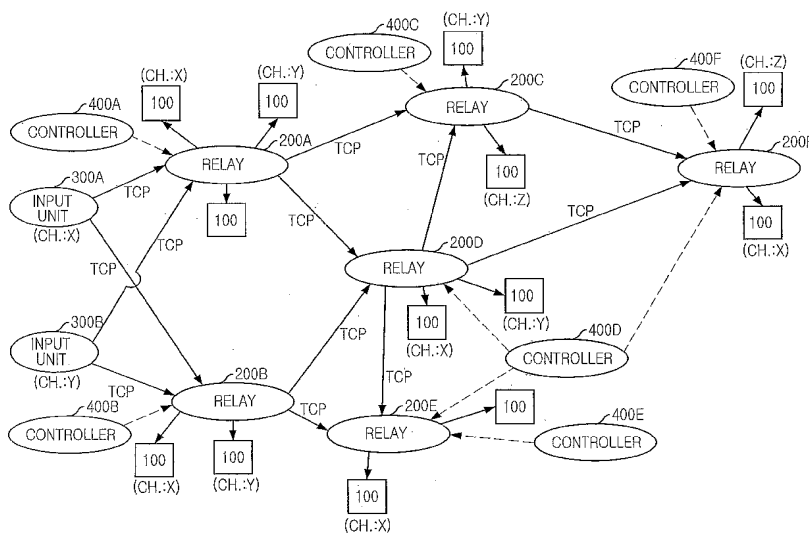 400C
(CH.:Y)
CONTROLLER
100
400F
(CH.:Z)
(CH.:X)
(CH.:Y)
200C
CONTROLLER
100
400A
100
100
RELAY
CONTROLLER
200A
200F
RELAY
TCP
TCP
RELAY
300A
TCP
TCP
100
INPUT
UNIT
100
(CH.:Z)
100
(CH.:X)
TCP
TCP
(CH.:X)
TCP
200D
TCP
RELAY
300B
100
100
(CH.:Y)
INPUT
UNIT
TCP
(CH.:X)
400D
(CH.:Y)
200B
CONTROLLER
TCP
TCP
400B
RELAY
200E
100
TCP
400E
CONTROLLER
RELAY
100
100
CONTROLLER
(CH.:X)
(CH.:Y)
100
(CH.:X)